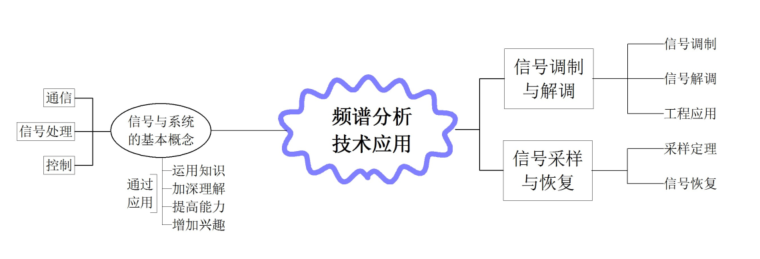 频谱分析
技术应用
信号与系统
的基本概念
通信
信号处理
控制
通过
应用
运用知识
加深理解
提高能力
增加兴趣
信号调制
与解调
信号调制
信号解调
工程应用
信号采样
与恢复
采样定理
信号恢复